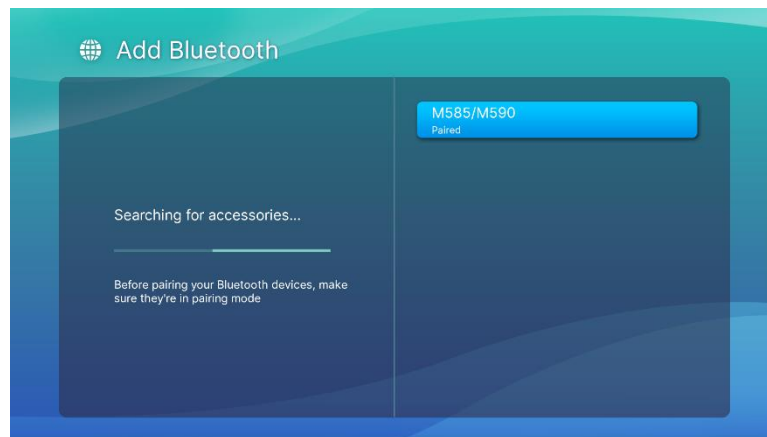 Add Bluetooth
Searching for accessories...
Before pairing your Bluetooth devices, make
sure they're in pairing mode
M585/M590
Paired